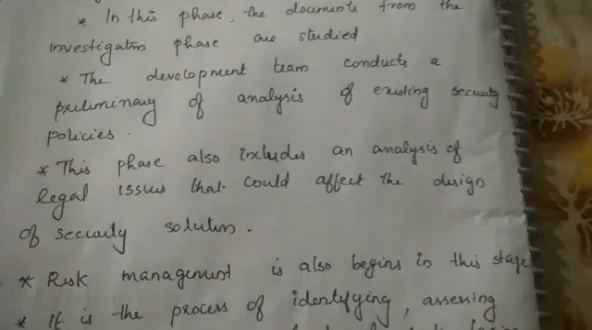 * In this phase, the documents from the
investigation phase are studied
* The development team conducts a
preliminary of analysis of existing security
policies.
* This phase also includes an analysis of
legal issues that could affect the design
of security solution.
* Risk management is also begins in this stage
* It is the process of identifying, assessing